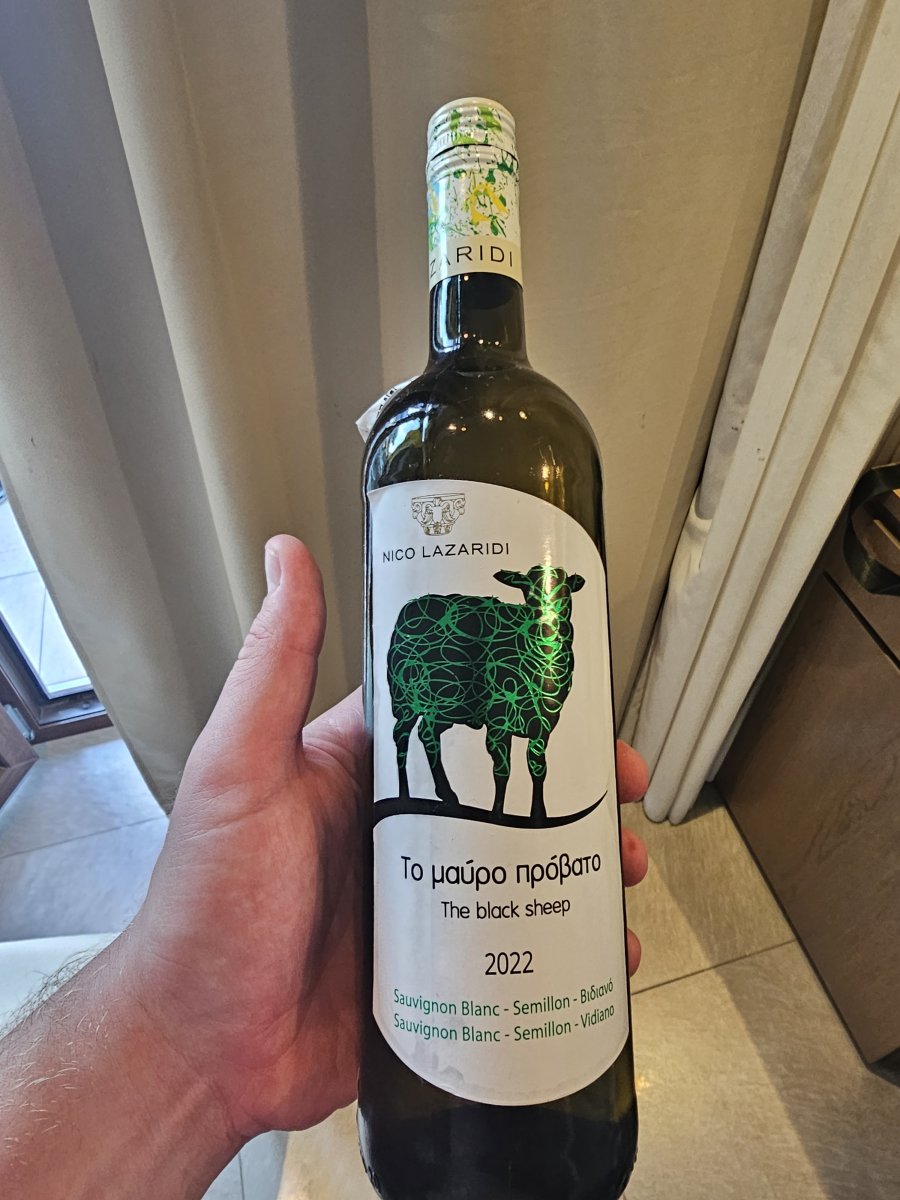 ZARIDI
NICO LAZARIDI
Το μαύρο πρόβατο
The black sheep
2022
Sauvignon Blanc - Semillon - Βιδιανό
Sauvignon Blanc - Semillon - Vidiano